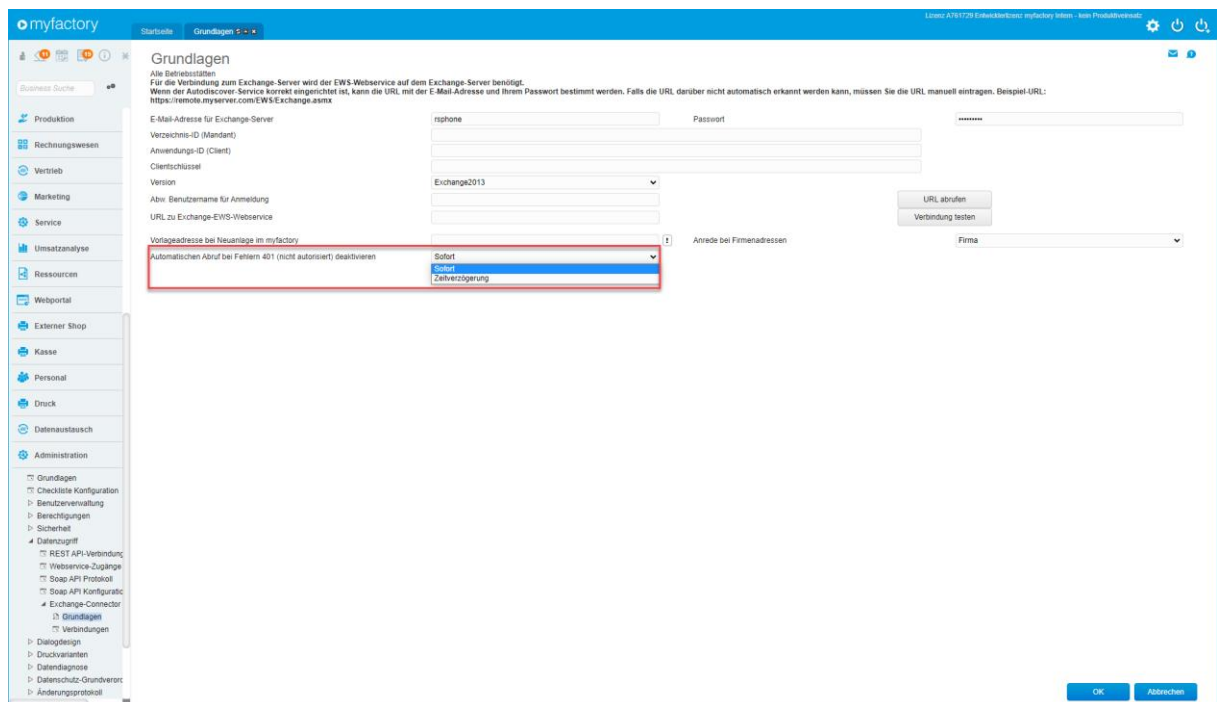 myfactory
Lizenz A761729 Entwicklerlizenz myfactory Intern - kein Produktiveinsatz
Startseite
Grundlagen
Grundlagen
Alle Betriebsstätten
Für die Verbindung zum Exchange-Server wird der EWS-Webservice auf dem Exchange-Server benötigt.
Wenn der Autodiscover-Service korrekt eingerichtet ist, kann die URL mit der E-Mail-Adresse und Ihrem Passwort bestimmt werden. Falls die URL darüber nicht automatisch erkannt werden kann, müssen Sie die URL manuell eintragen. Beispiel-URL:
https://remote.myserver.com/EWS/Exchange.asmx
E-Mail-Adresse für Exchange-Server rsphone Passwort •••••••••
Verzeichnis-ID (Mandant)
Anwendungs-ID (Client)
Clientschlüssel
Version Exchange2013
Abw. Benutzername für Anmeldung URL abrufen
URL zu Exchange-EWS-Webservice Verbindung testen
Vorlageadresse bei Neuanlage im myfactory Anrede bei Firmenadressen Firma
Automatischen Abruf bei Fehlern 401 (nicht autorisiert) deaktivieren Sofort
Sofort
Zeitverzögerung
Business Suche
Produktion
Rechnungswesen
Vertrieb
Marketing
Service
Umsatzanalyse
Ressourcen
Webportal
Externer Shop
Kasse
Personal
Druck
Datenaustausch
Administration
Grundlagen
Checkliste Konfiguration
Benutzerverwaltung
Berechtigungen
Sicherheit
Datenzugriff
REST API-Verbindung
Webservice-Zugänge
Soap API Protokoll
Soap API Konfiguratic
Exchange-Connector
Grundlagen
Verbindungen
Dialogdesign
Druckvarianten
Datendiagnose
Datenschutz-Grundverorc
Änderungsprotokoll
OK Abbrechen